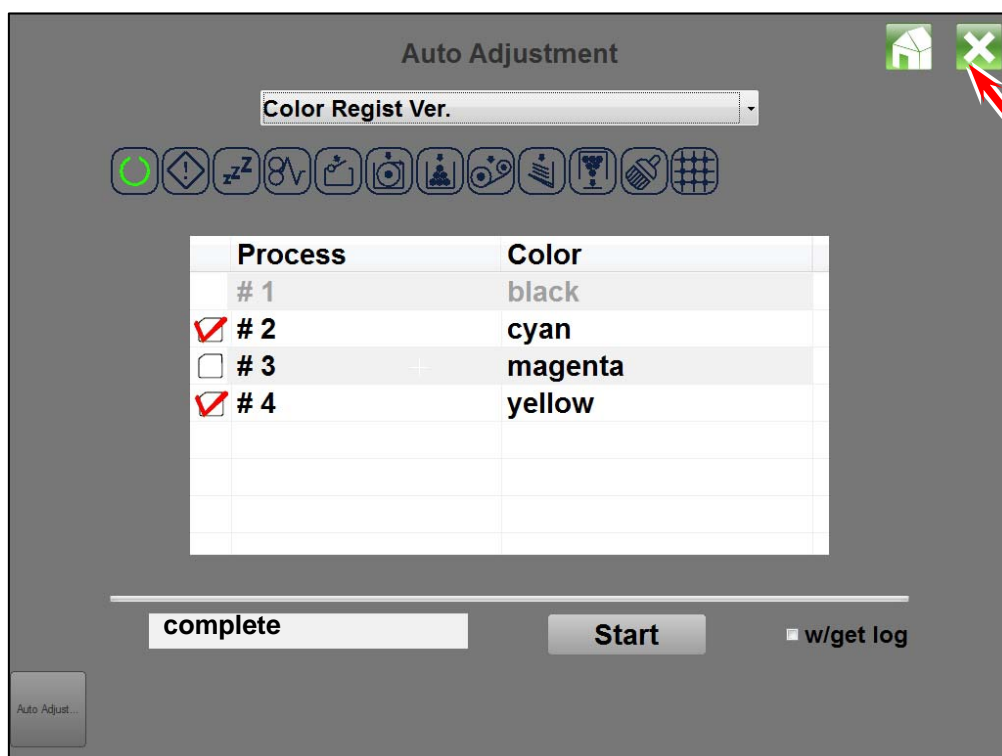 Auto Adjustment
Color Regist Ver.
zzZ
Process Color
# 1 black
# 2 cyan
# 3 magenta
# 4 yellow
complete
Start
w/get log
Auto Adjust...